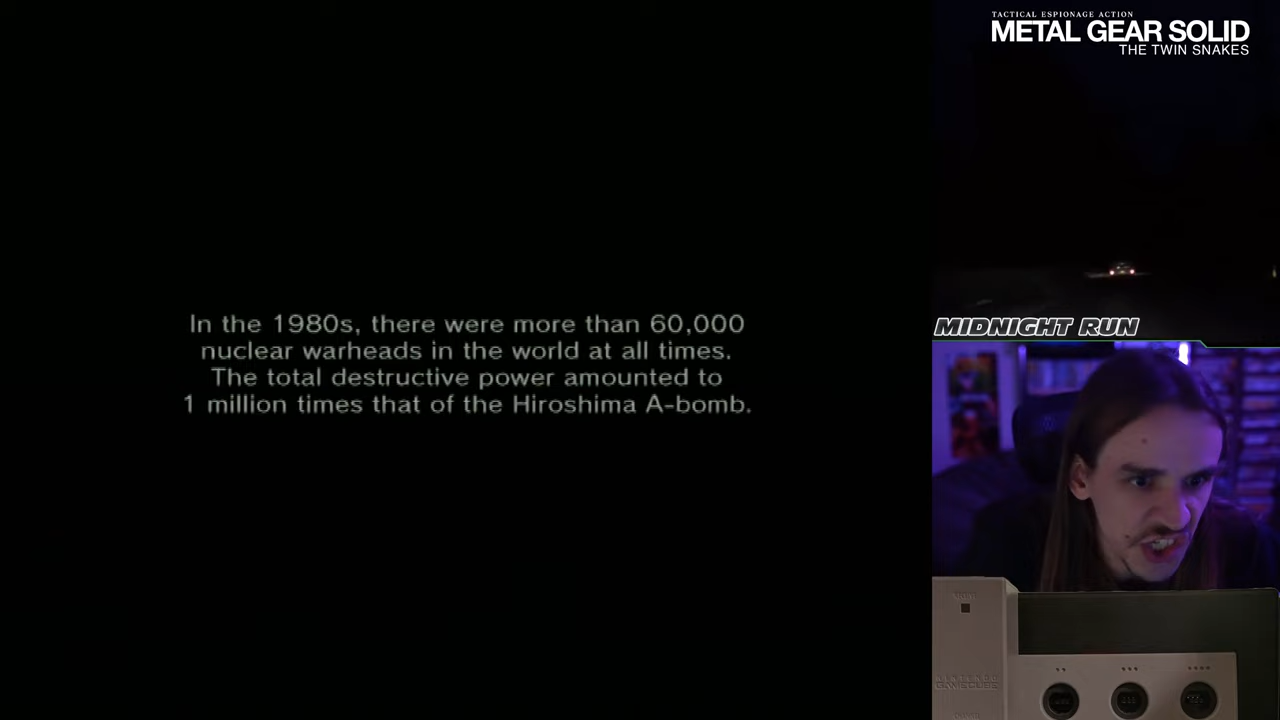 TACTICAL ESPIONAGE ACTION
METAL GEAR SOLID
THE TWIN SNAKES
In the 1980s, there were more than 60,000
nuclear warheads in the world at all times.
The total destructive power amounted to
1 million times that of the Hiroshima A-bomb.
MIDNIGHT RUN
NINTENDO
GAMECUBE